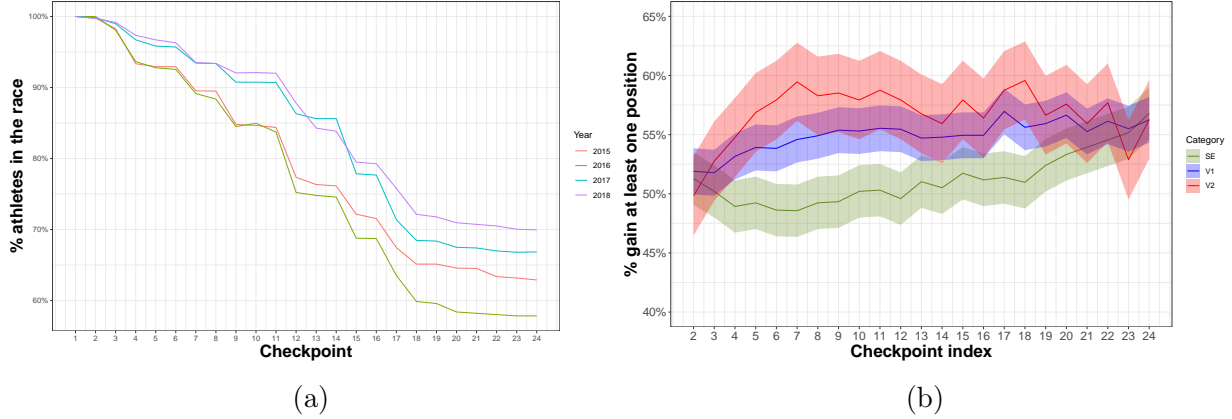 100%
90%
80%
70%
60%
% athletes in the race
1 2 3 4 5 6 7 8 9 10 11 12 13 14 15 16 17 18 19 20 21 22 23 24
Checkpoint
Year
2015
2016
2017
2018
(a)
65%
60%
55%
50%
45%
40%
% gain at least one position
2 3 4 5 6 7 8 9 10 11 12 13 14 15 16 17 18 19 20 21 22 23 24
Checkpoint index
Category
SE
V1
V2
(b)